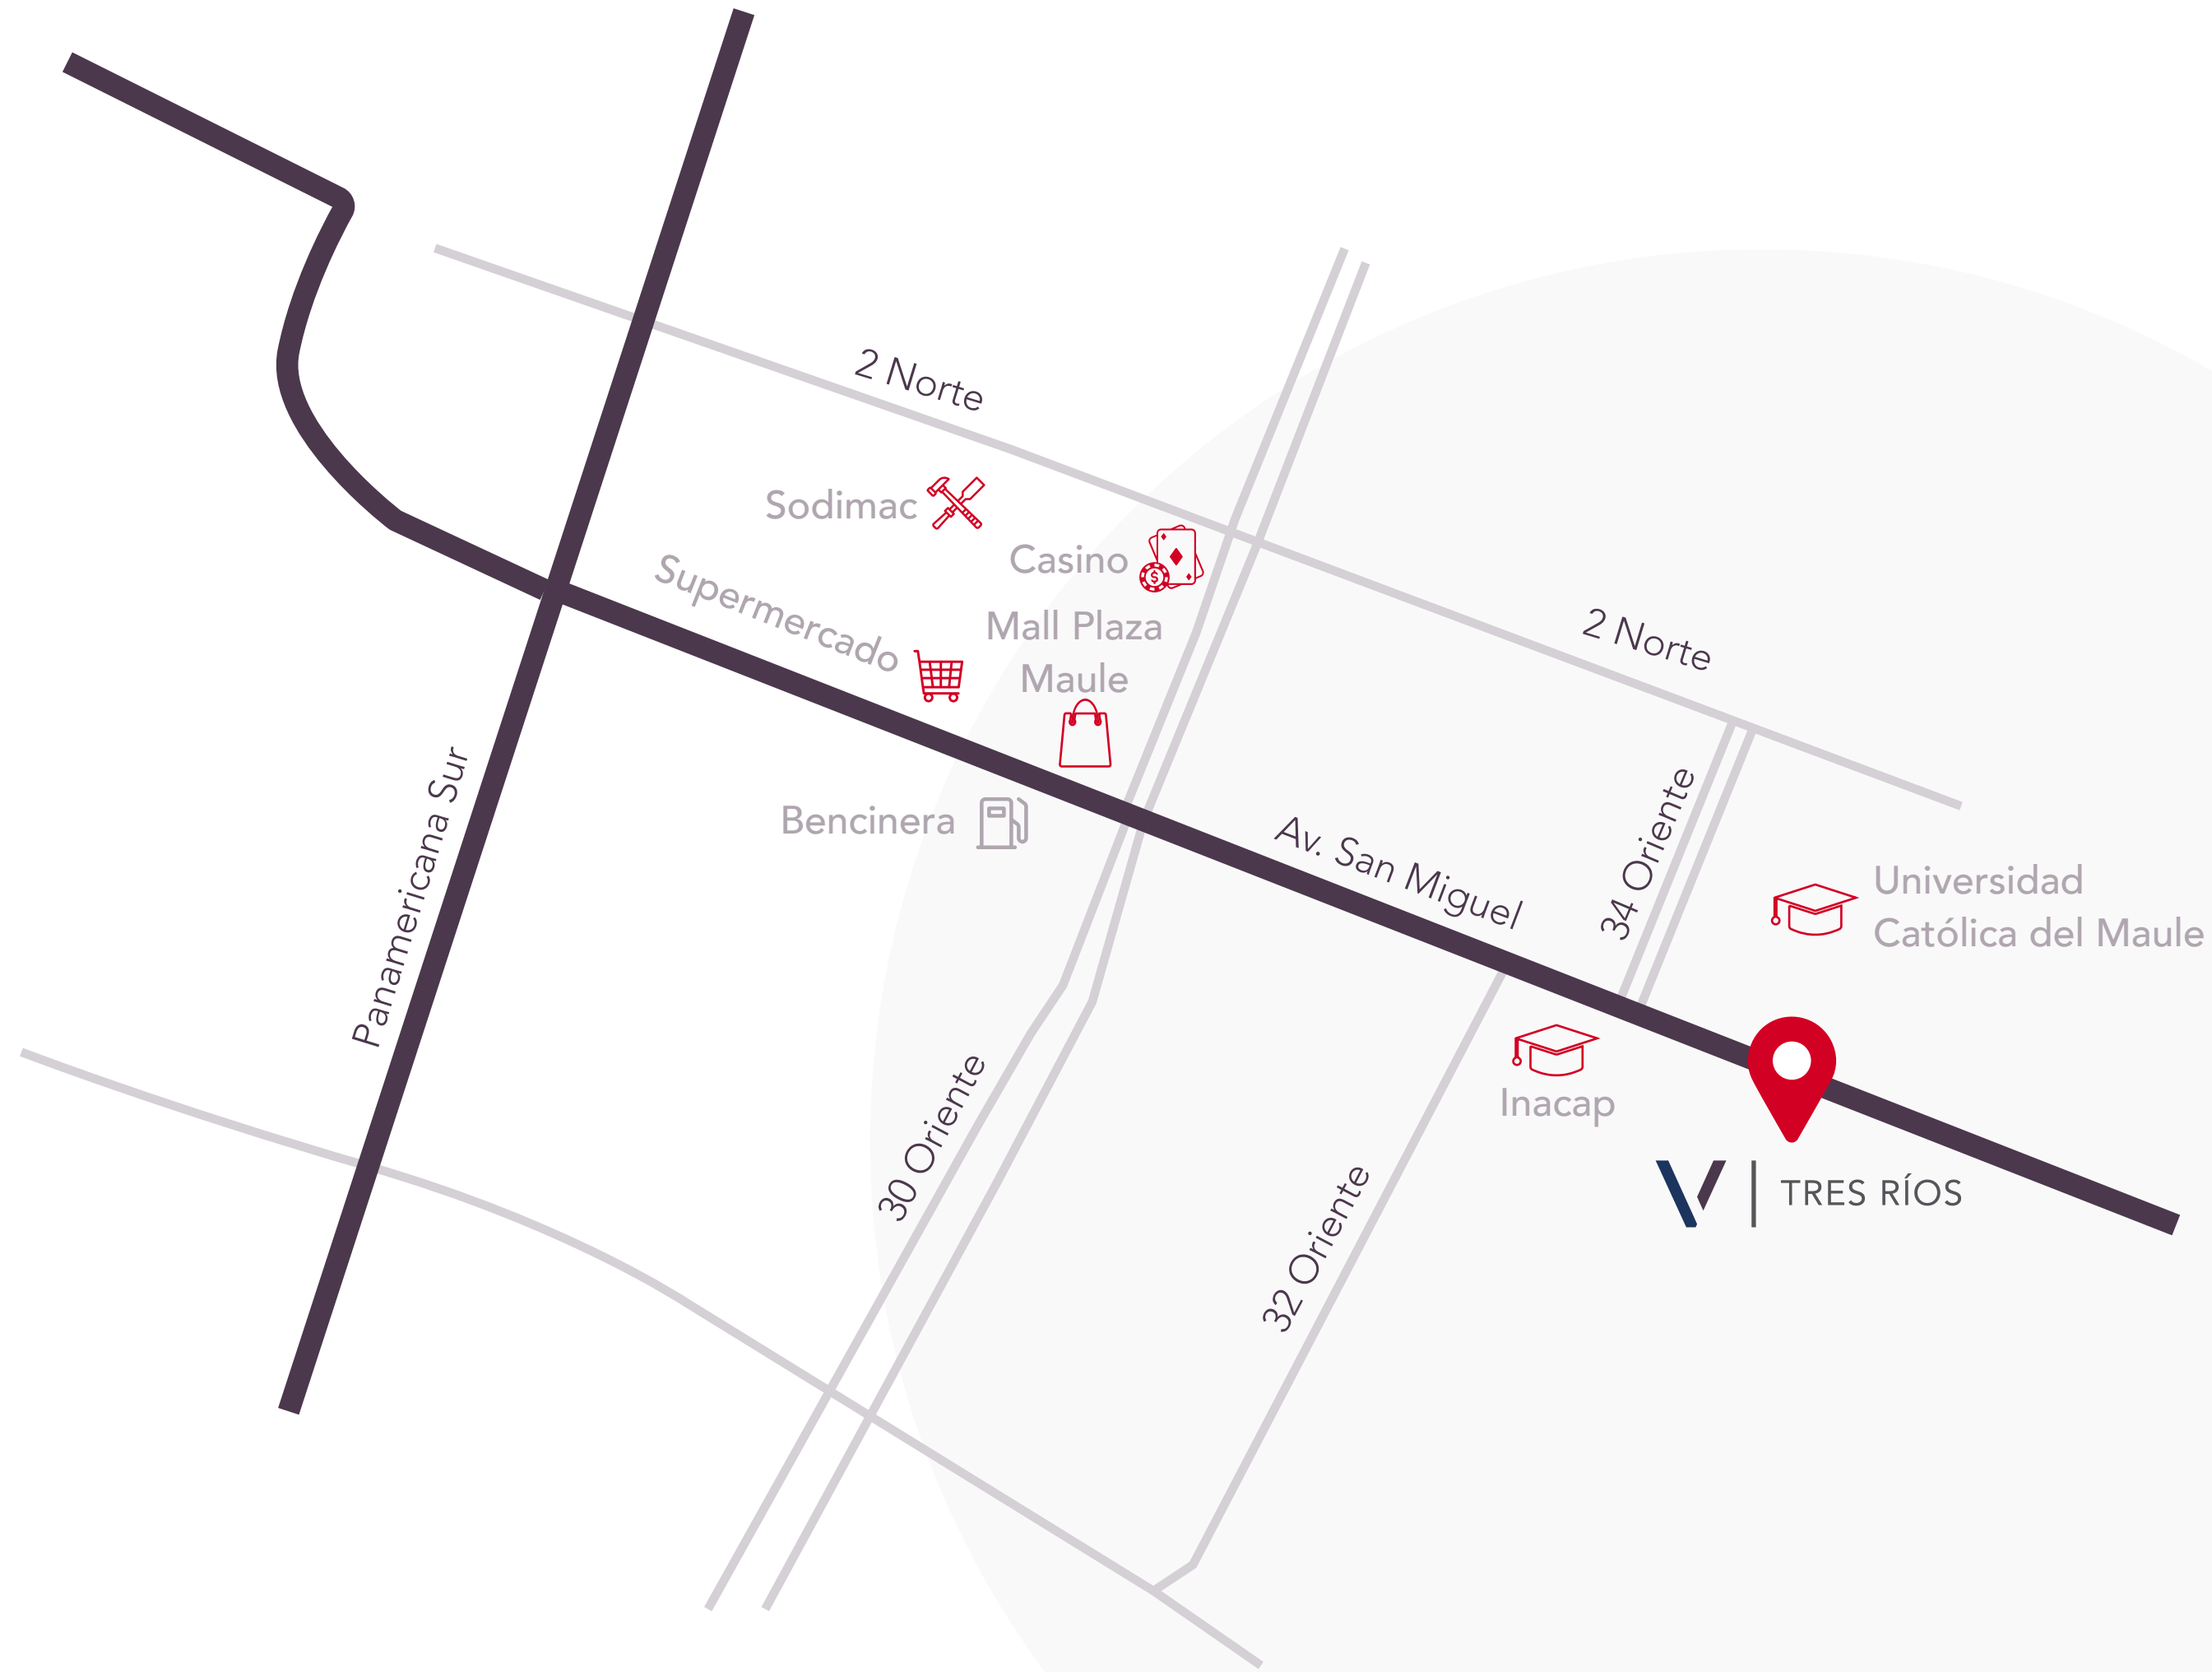 2 Norte
Sodimac
Casino
Supermercado
Mall Plaza
Maule
2 Norte
Panamericana Sur
Bencinera
Av. San Miguel
34 Oriente
Universidad
Católica del Maule
Inacap
30 Oriente
32 Oriente
TRES RÍOS